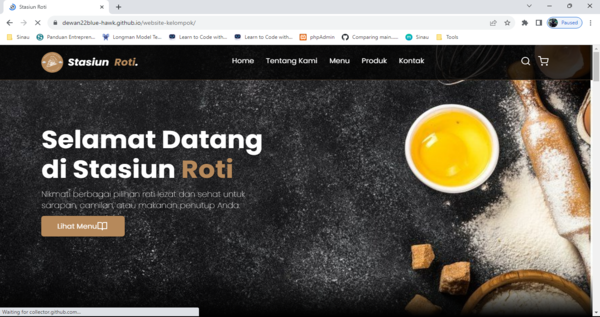 Stasiun Roti
dewan22blue-hawk.github.io/website-kelompok/
Paused
Sinau
Panduan Entrepren...
Longman Model Te...
Learn to Code with...
Learn to Code with...
phpAdmin
Comparing main.....
Sinau
Tools
Stasiun Roti.
Home
Tentang Kami
Menu
Produk
Kontak
Selamat Datang
di Stasiun Roti
Nikmati berbagai pilihan roti lezat dan sehat untuk
sarapan, camilan, atau makanan penutup Anda.
Lihat Menu
Waiting for collector.github.com...